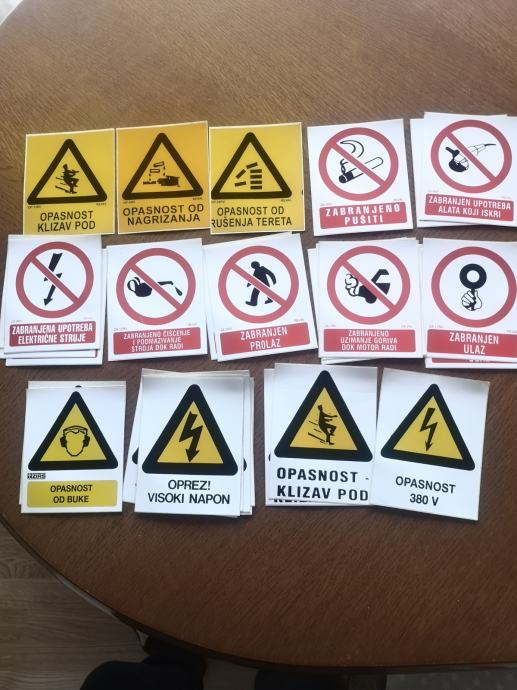 OPASNOST
KLIZAV POD
OPASNOST OD
NAGRIZANJA
OPASNOST OD
RUŠENJA TERETA
ZABRANJENO
PUŠITI
ZABRANJEN UPOTREBA
ALATA KOJI ISKRI
ZABRANJENA UPOTREBA
ELEKTRIČNE STRUJE
ZABRANJENO ČIŠĆENJE
I PODMAZIVANJE
STROJA DOK RADI
ZABRANJEN
PROLAZ
ZABRANJENO
UZIMANJE GORIVA
DOK MOTOR RADI
ZABRANJEN
ULAZ
OPASNOST
OD BUKE
OPREZ!
VISOKI NAPON
OPASNOST -
KLIZAV POD
OPASNOST
380 V